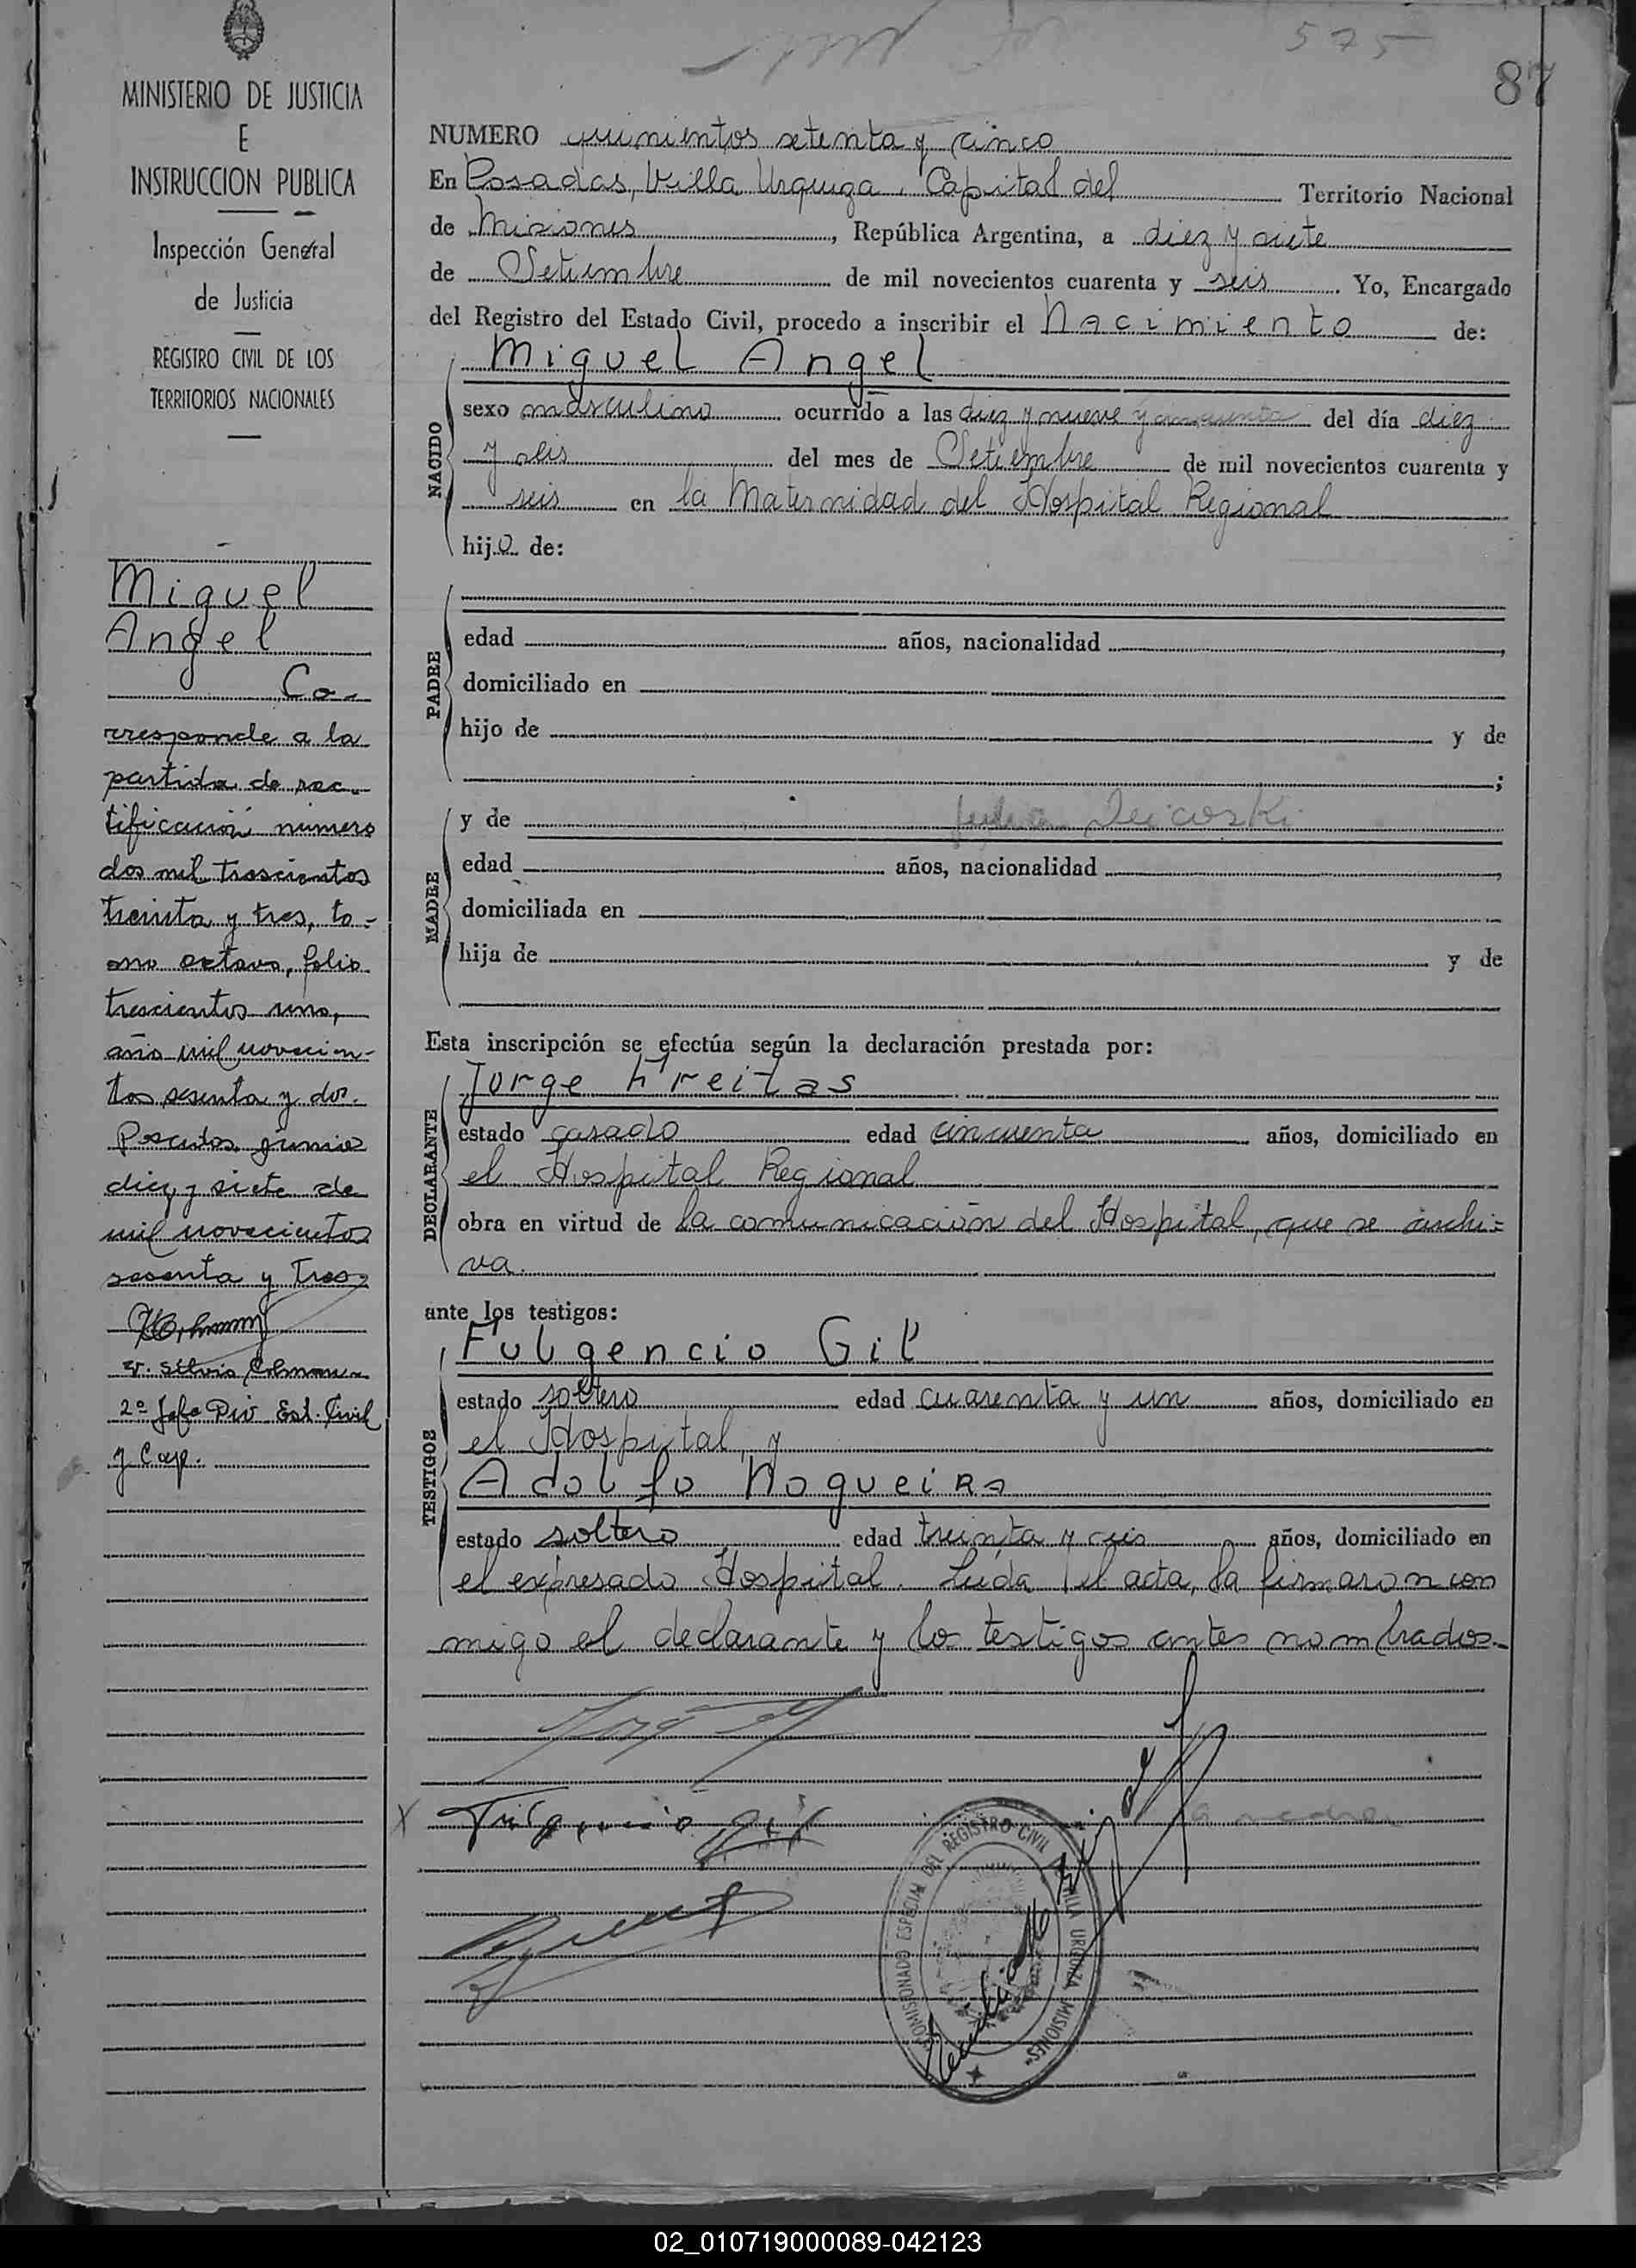 575
87
MINISTERIO DE JUSTICIA
E
INSTRUCCION PUBLICA
Inspección General
de Justicia
REGISTRO CIVIL DE LOS
TERRITORIOS NACIONALES
Miguel
Angel
Co-
rresponde a la
partida de rec-
tificación número
dos mil trescientos
treinta y tres, to-
mo octavo, folio
trescientos uno,
año mil novecien-
tos sesenta y dos.
Posadas, junio
diez y siete de
mil novecientos
sesenta y tres
2º Jefe Div. Est. Civil
y Cap.
NUMERO quinientos setenta y cinco
En Posadas, Villa Urquiza, Capital del Territorio Nacional
de Misiones, República Argentina, a diez y siete
de Setiembre de mil novecientos cuarenta y seis. Yo, Encargado
del Registro del Estado Civil, procedo a inscribir el Nacimiento de:
NACIDO
Miguel Angel
sexo masculino ocurrido a las diez y nueve y cincuenta del día diez
y seis del mes de Setiembre de mil novecientos cuarenta y
seis en la Maternidad del Hospital Regional
hijo de:
PADRE
edad años, nacionalidad ,
domiciliado en
hijo de y de
;
MADRE
y de
edad años, nacionalidad ,
domiciliada en
hija de y de
Esta inscripción se efectúa según la declaración prestada por:
DECLARANTE
Jorge Freitas
estado casado edad cincuenta años, domiciliado en
el Hospital Regional
obra en virtud de la comunicación del Hospital, que se archi=
va.
ante los testigos:
TESTIGOS
Fulgencio Gil
estado soltero edad cuarenta y un años, domiciliado en
el Hospital, y
Adolfo Nogueira
estado soltero edad treinta y seis años, domiciliado en
el expresado Hospital. Leída el acta, la firmaron con
migo el declarante y los testigos antes nombrados.-
Fulgencio Gil
COMISIONADO ESPECIAL DEL REGISTRO CIVIL VILLA URQUIZA MISIONES
02_010719000089-042123